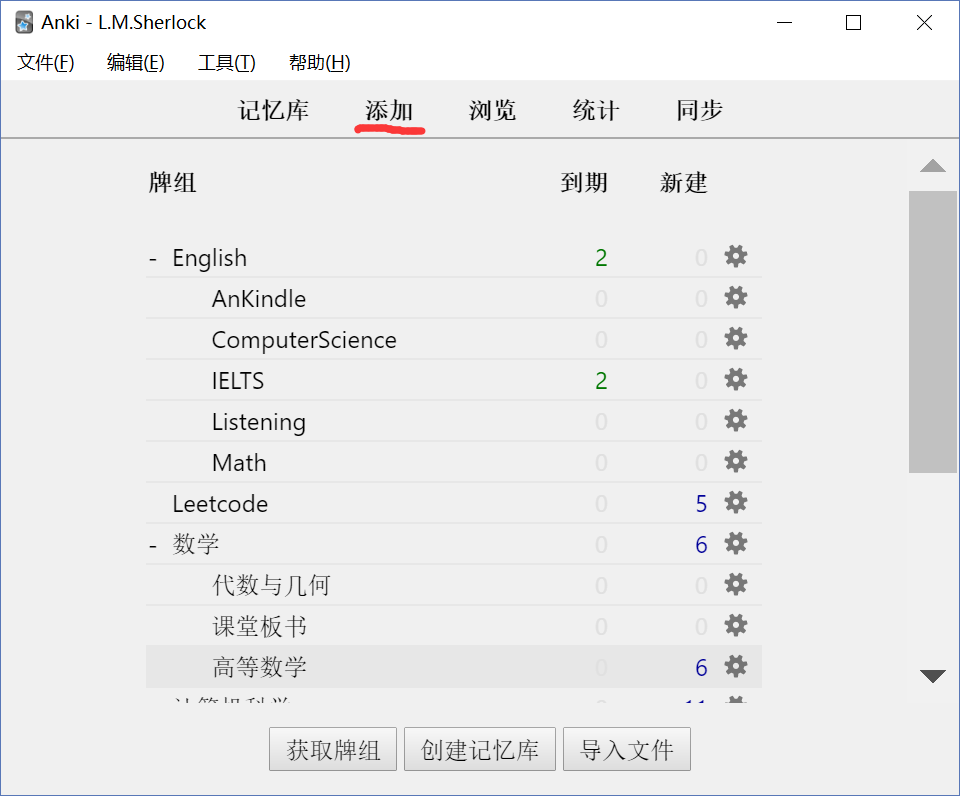 Anki - L.M.Sherlock
文件(F) 编辑(E) 工具(T) 帮助(H)
记忆库 添加 浏览 统计 同步
牌组 到期 新建
- English 2 0
AnKindle 0 0
ComputerScience 0 0
IELTS 2 0
Listening 0 0
Math 0 0
Leetcode 0 5
- 数学 0 6
代数与几何 0 0
课堂板书 0 0
高等数学 0 6
获取牌组 创建记忆库 导入文件